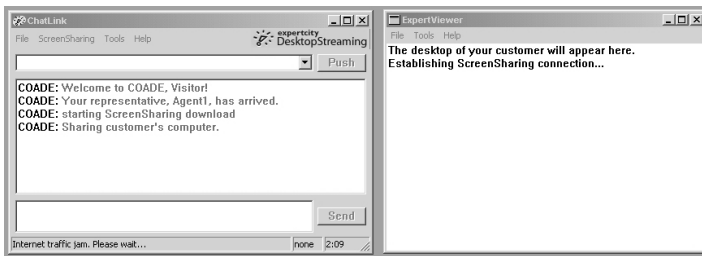 ChatLink
File ScreenSharing Tools Help
expertcity
DesktopStreaming
Push
COADE: Welcome to COADE, Visitor!
COADE: Your representative, Agent1, has arrived.
COADE: starting ScreenSharing download
COADE: Sharing customer's computer.
Send
Internet traffic jam. Please wait... none 2:09
ExpertViewer
File Tools Help
The desktop of your customer will appear here.
Establishing ScreenSharing connection...